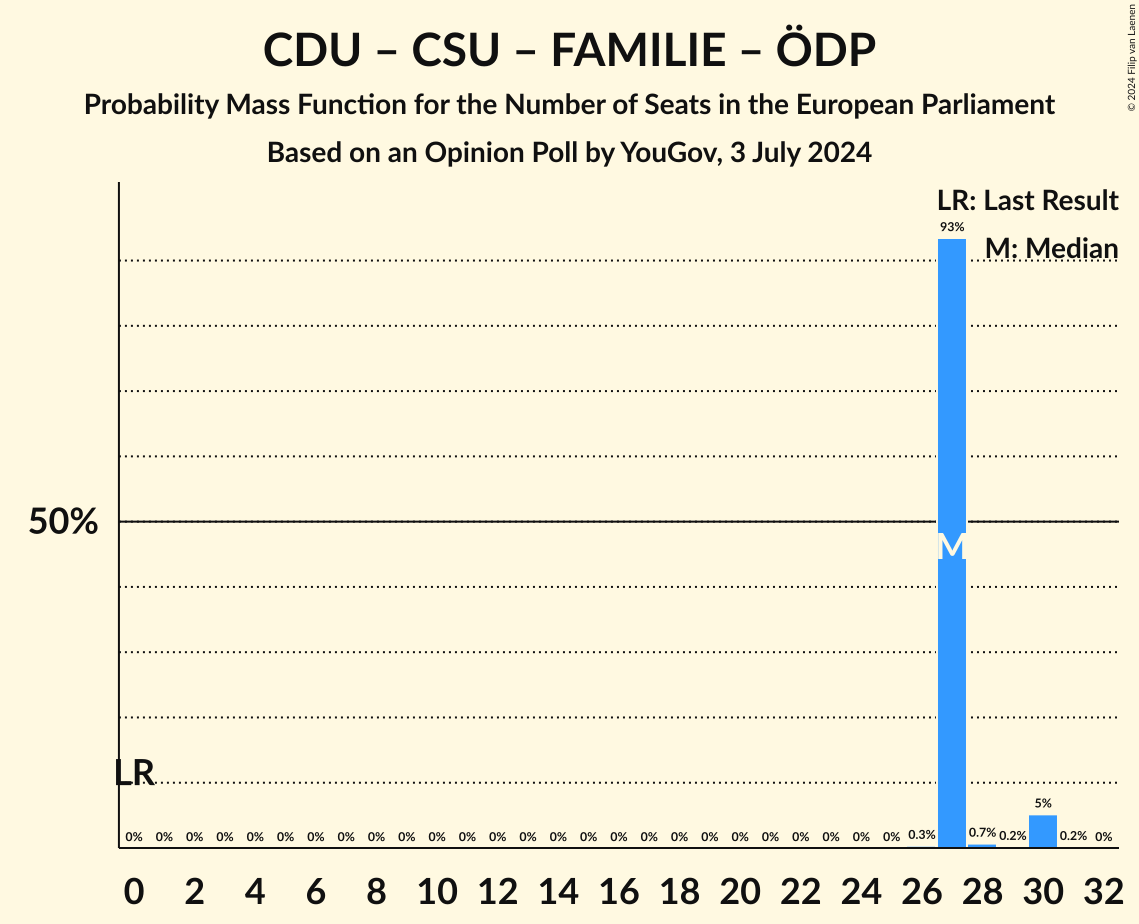 CDU – CSU – FAMILIE – ÖDP
Probability Mass Function for the Number of Seats in the European Parliament
Based on an Opinion Poll by YouGov, 3 July 2024
© 2024 Filip van Laenen
LR: Last Result
M: Median
93%
50%
M
LR
0% 0% 0% 0% 0% 0% 0% 0% 0% 0% 0% 0% 0% 0% 0% 0% 0% 0% 0% 0% 0% 0% 0% 0% 0% 0% 0.3% 0.7% 0.2% 5% 0.2% 0%
0 2 4 6 8 10 12 14 16 18 20 22 24 26 28 30 32